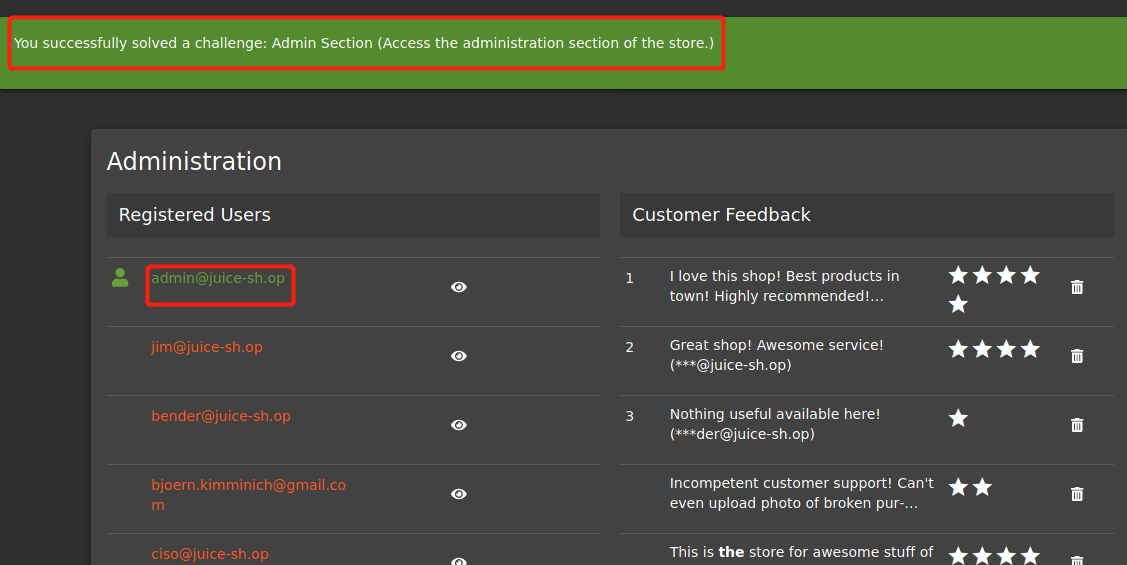 You successfully solved a challenge: Admin Section (Access the administration section of the store.)
Administration
Registered Users
admin@juice-sh.op
jim@juice-sh.op
bender@juice-sh.op
bjoern.kimminich@gmail.co
m
ciso@juice-sh.op
Customer Feedback
1
I love this shop! Best products in
town! Highly recommended!...
2
Great shop! Awesome service!
(***@juice-sh.op)
3
Nothing useful available here!
(***der@juice-sh.op)
Incompetent customer support! Can't
even upload photo of broken pur-...
This is the store for awesome stuff of